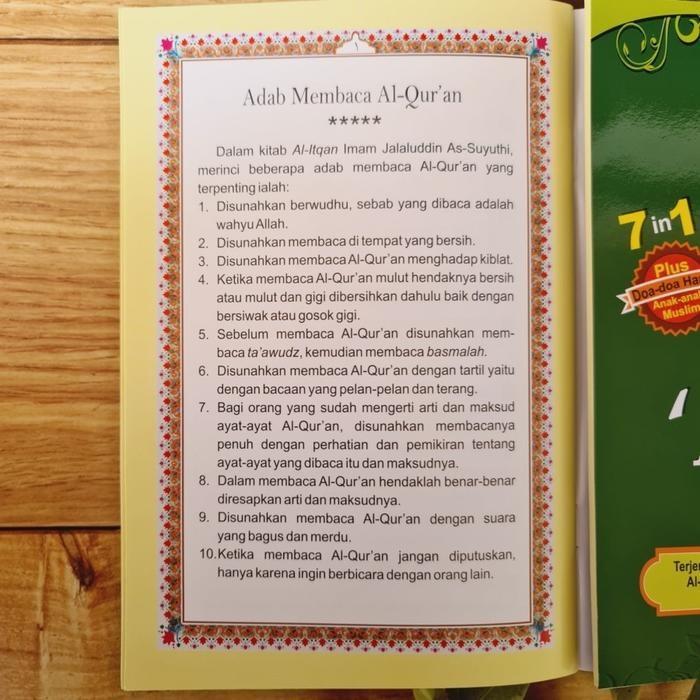 ١
Adab Membaca Al-Qur'an
*****
Dalam kitab Al-Itqan Imam Jalaluddin As-Suyuthi,
merinci beberapa adab membaca Al-Qur'an yang
terpenting ialah:
1. Disunahkan berwudhu, sebab yang dibaca adalah
wahyu Allah.
2. Disunahkan membaca di tempat yang bersih.
3. Disunahkan membaca Al-Qur'an menghadap kiblat.
4. Ketika membaca Al-Qur'an mulut hendaknya bersih
atau mulut dan gigi dibersihkan dahulu baik dengan
bersiwak atau gosok gigi.
5. Sebelum membaca Al-Qur'an disunahkan mem-
baca ta'awudz, kemudian membaca basmalah.
6. Disunahkan membaca Al-Qur'an dengan tartil yaitu
dengan bacaan yang pelan-pelan dan terang.
7. Bagi orang yang sudah mengerti arti dan maksud
ayat-ayat Al-Qur'an, disunahkan membacanya
penuh dengan perhatian dan pemikiran tentang
ayat-ayat yang dibaca itu dan maksudnya.
8. Dalam membaca Al-Qur'an hendaklah benar-benar
diresapkan arti dan maksudnya.
9. Disunahkan membaca Al-Qur'an dengan suara
yang bagus dan merdu.
10.Ketika membaca Al-Qur'an jangan diputuskan,
hanya karena ingin berbicara dengan orang lain.
7 in 1
Plus
Doa-doa
Muslim